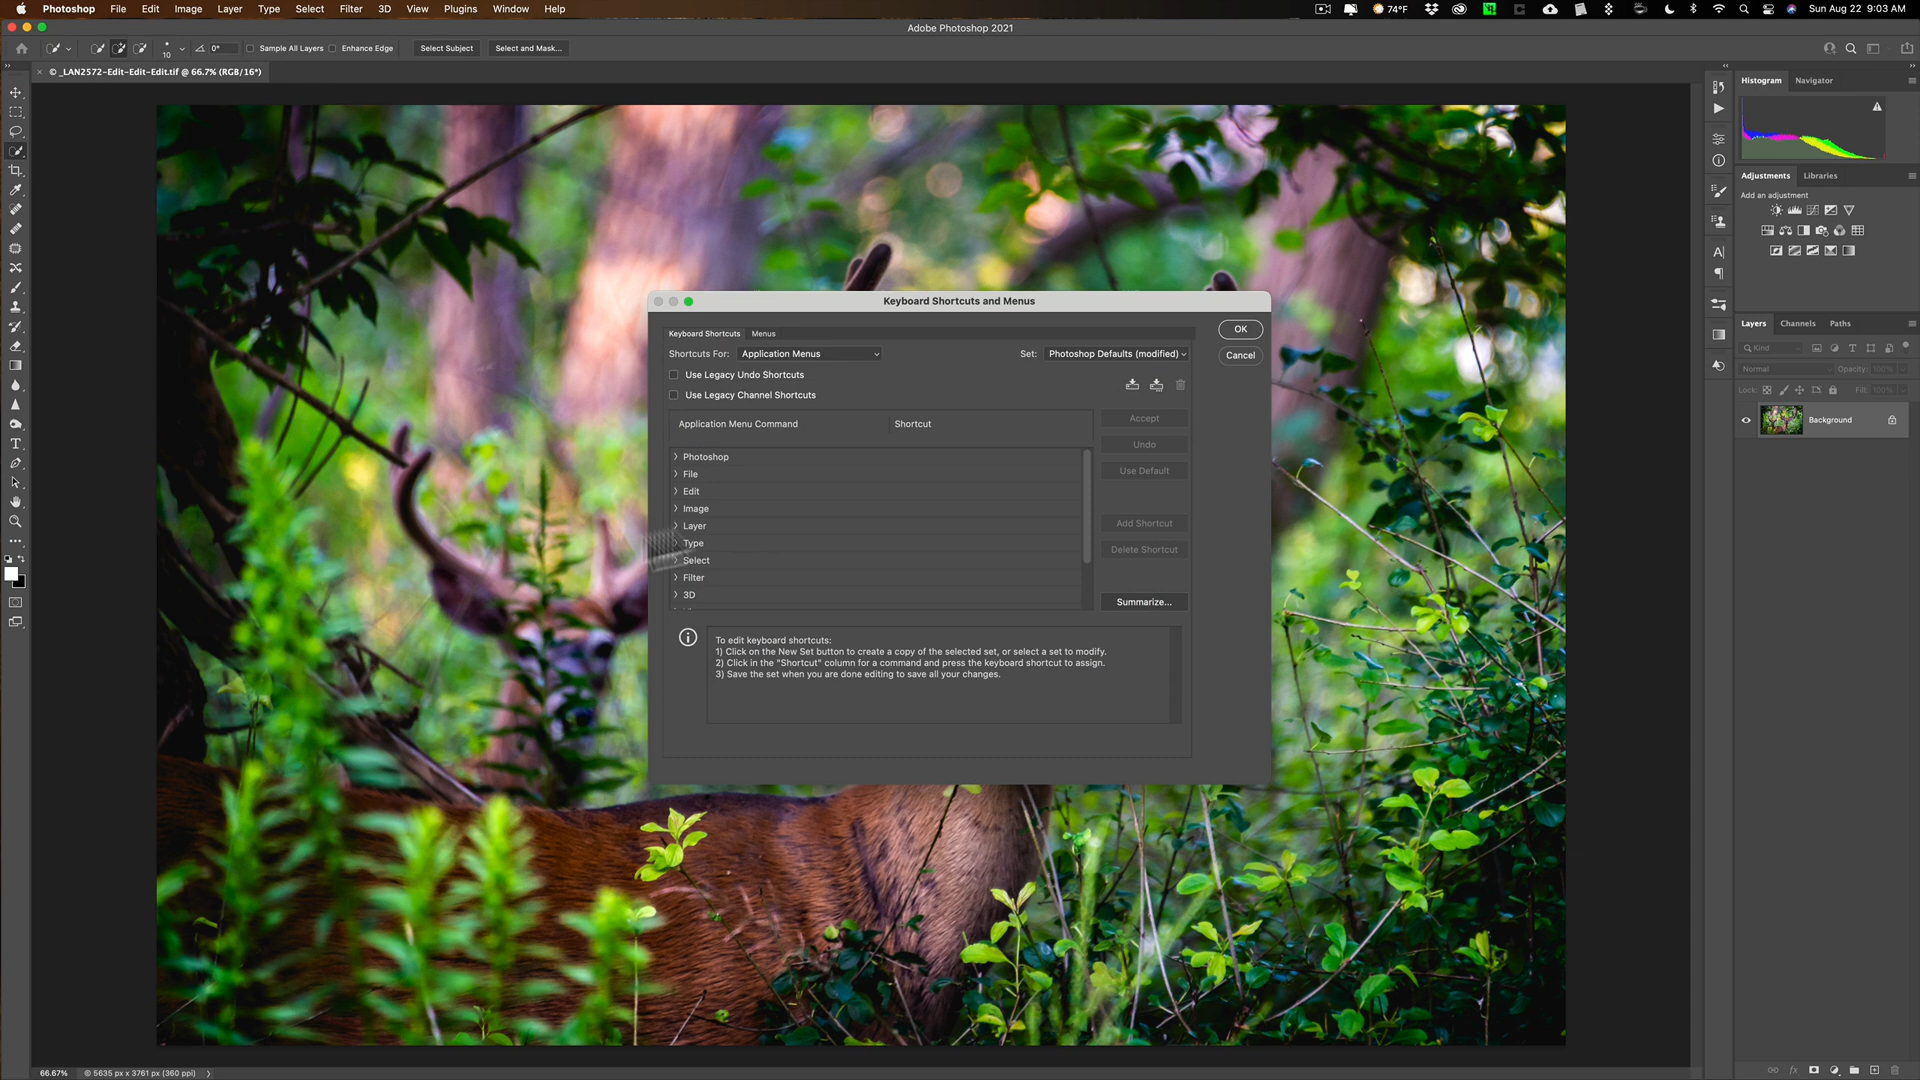 Photoshop File Edit Image Layer Type Select Filter 3D View Plugins Window Help
74°F Sun Aug 22 9:03 AM
Adobe Photoshop 2021
10 0° Sample All Layers Enhance Edge Select Subject Select and Mask...
× © _LAN2572-Edit-Edit-Edit.tif @ 66.7% (RGB/16*)
Histogram Navigator
Adjustments Libraries
Add an adjustment
Layers Channels Paths
Kind
Normal Opacity: 100%
Lock: Fill: 100%
Background
Keyboard Shortcuts and Menus
Keyboard Shortcuts Menus
OK
Cancel
Shortcuts For: Application Menus Set: Photoshop Defaults (modified)
Use Legacy Undo Shortcuts
Use Legacy Channel Shortcuts
Application Menu Command Shortcut
Photoshop
File
Edit
Image
Layer
Type
Select
Filter
3D
Accept
Undo
Use Default
Add Shortcut
Delete Shortcut
Summarize...
To edit keyboard shortcuts:
1) Click on the New Set button to create a copy of the selected set, or select a set to modify.
2) Click in the "Shortcut" column for a command and press the keyboard shortcut to assign.
3) Save the set when you are done editing to save all your changes.
66.67% © 5635 px x 3761 px (360 ppi)
fx